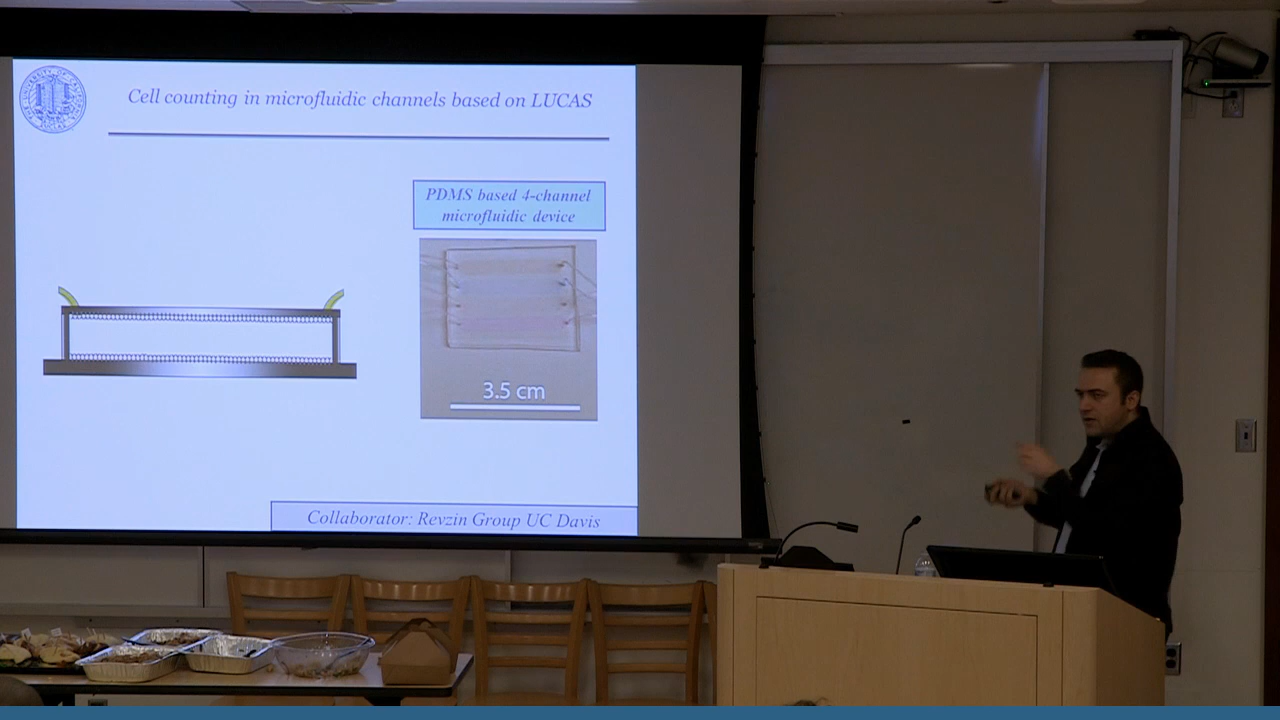 Cell counting in microfluidic channels based on LUCAS
PDMS based 4-channel
microfluidic device
3.5 cm
Collaborator: Revzin Group UC Davis